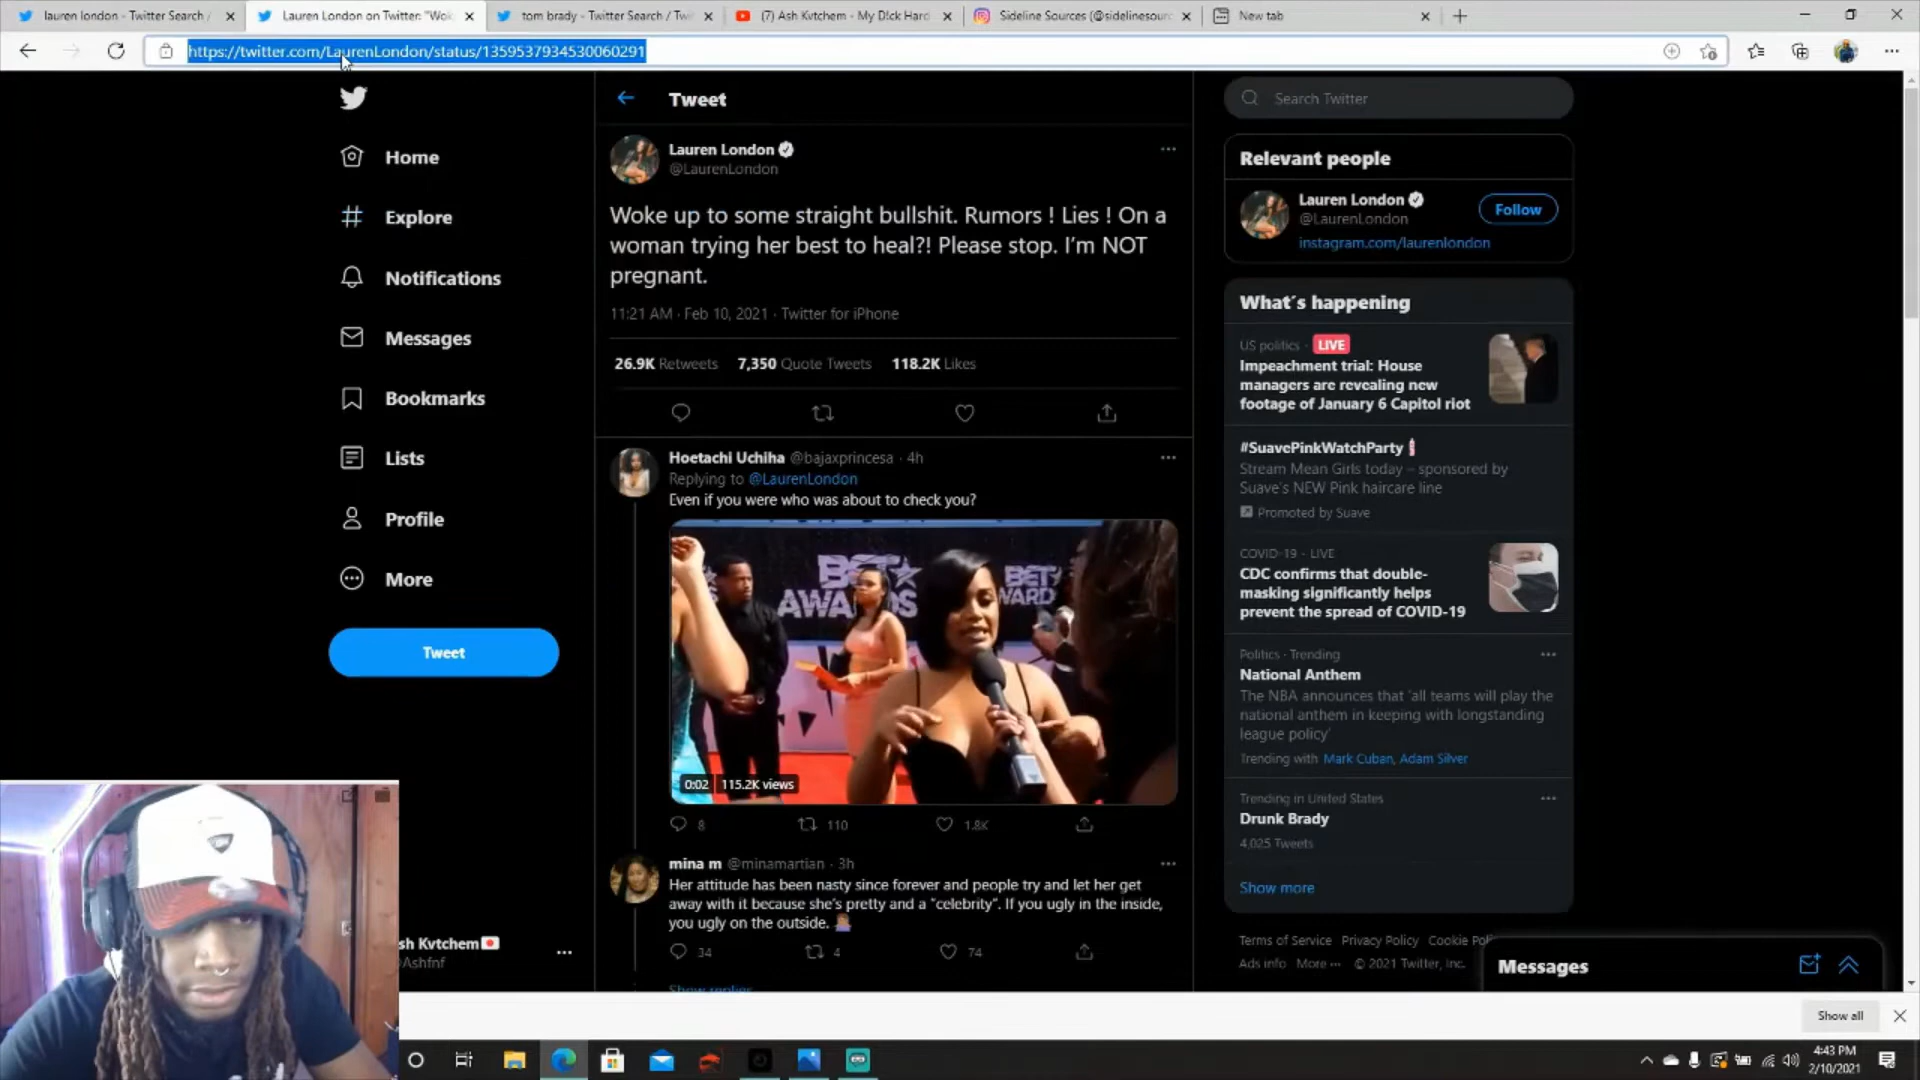 lauren london - Twitter Search /
Lauren London on Twitter: "Wok
tom brady - Twitter Search / Twi
(7) Ash Kvtchem - My D!ck Hard
Sideline Sources (@sidelinesourc
New tab
https://twitter.com/LaurenLondon/status/1359537934530060291
Home
Explore
Notifications
Messages
Bookmarks
Lists
Profile
More
Tweet
sh Kvtchem
Ashfnf
Tweet
Lauren London
@LaurenLondon
Woke up to some straight bullshit. Rumors ! Lies ! On a
woman trying her best to heal?! Please stop. I'm NOT
pregnant.
11:21 AM · Feb 10, 2021 · Twitter for iPhone
26.9K Retweets 7,350 Quote Tweets 118.2K Likes
Hoetachi Uchiha @bajaxprincesa · 4h
Replying to @LaurenLondon
Even if you were who was about to check you?
BET
AWARDS
BET
WARD
0:02 115.2K views
8 110 1.8K
mina m @minamartian · 3h
Her attitude has been nasty since forever and people try and let her get
away with it because she's pretty and a "celebrity". If you ugly in the inside,
you ugly on the outside.
34 4 74
Show replies
Search Twitter
Relevant people
Lauren London
@LaurenLondon
Follow
instagram.com/laurenlondon
What's happening
US politics · LIVE
Impeachment trial: House
managers are revealing new
footage of January 6 Capitol riot
#SuavePinkWatchParty
Stream Mean Girls today – sponsored by
Suave's NEW Pink haircare line
Promoted by Suave
COVID-19 · LIVE
CDC confirms that double-
masking significantly helps
prevent the spread of COVID-19
Politics · Trending
National Anthem
The NBA announces that 'all teams will play the
national anthem in keeping with longstanding
league policy'
Trending with Mark Cuban, Adam Silver
Trending in United States
Drunk Brady
4,025 Tweets
Show more
Terms of Service Privacy Policy Cookie Poli
Ads info More ··· © 2021 Twitter, Inc.
Messages
Show all
4:43 PM
2/10/2021